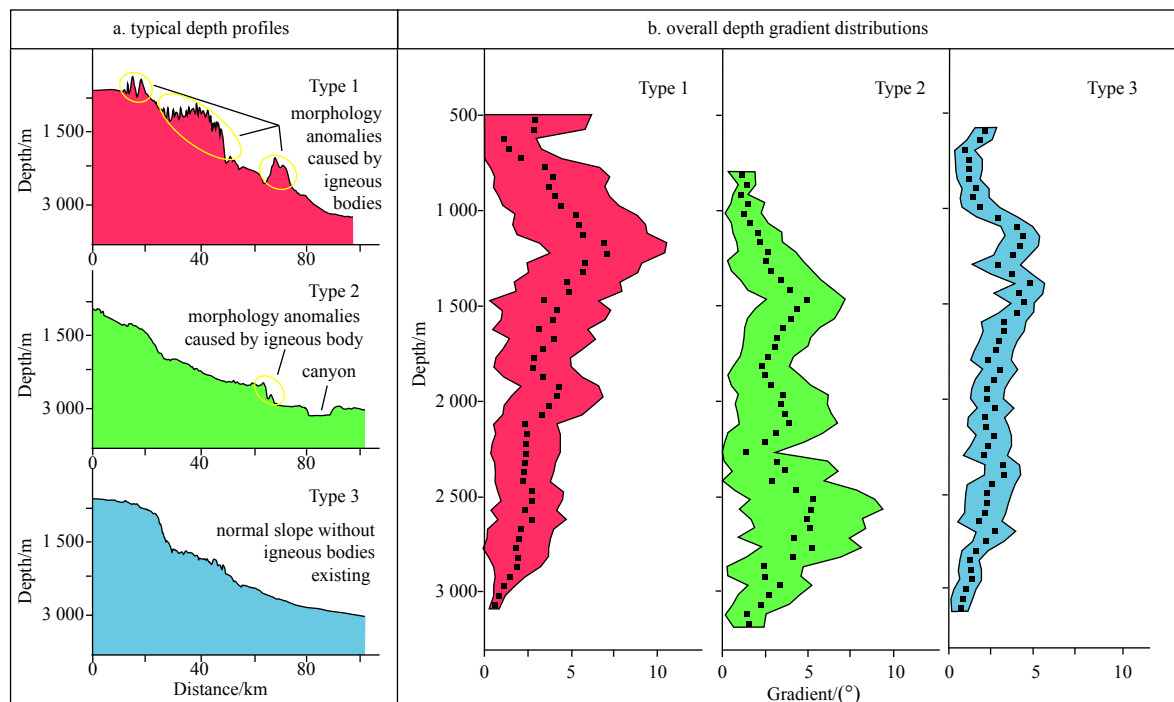 a. typical depth profiles
b. overall depth gradient distributions
Type 1
morphology
anomalies
caused by
igneous
bodies
Depth/m
1 500
3 000
0
40
80
Type 2
morphology anomalies
caused by igneous body
canyon
Depth/m
1 500
3 000
0
40
80
Type 3
normal slope without
igneous bodies
existing
Depth/m
1 500
3 000
0
40
80
Distance/km
Type 1
Type 2
Type 3
Depth/m
500
1 000
1 500
2 000
2 500
3 000
0
5
10
0
5
10
0
5
10
Gradient/(°)